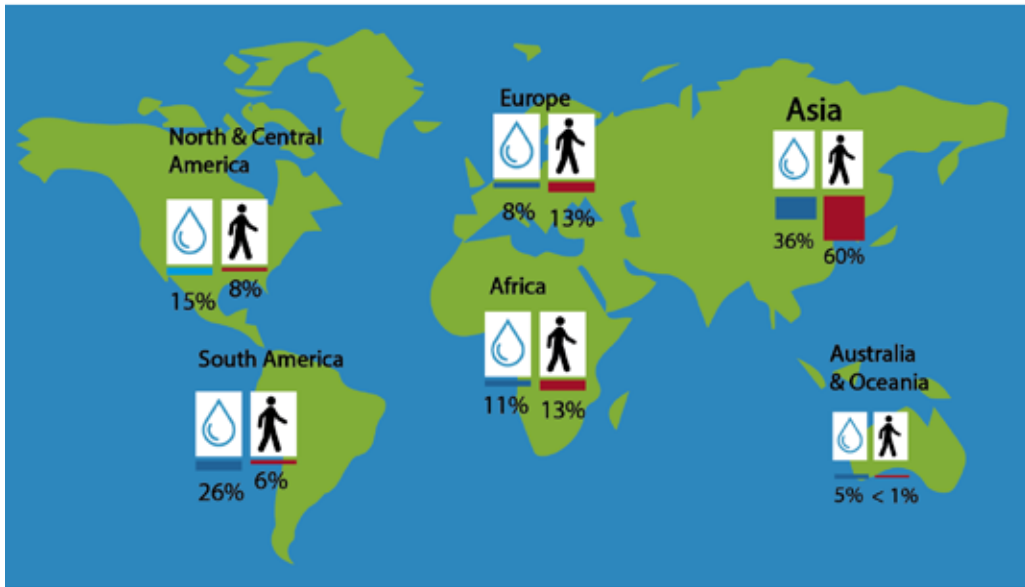 North & Central
America
15%
8%
South America
26%
6%
Europe
8%
13%
Africa
11%
13%
Asia
36%
60%
Australia
& Oceania
5%
< 1%